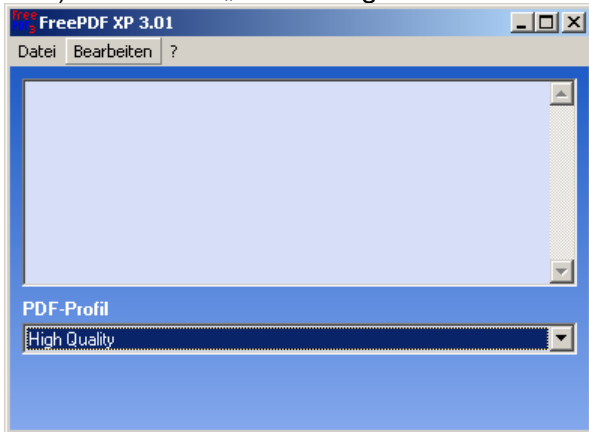 FreePDF XP 3.01
Datei Bearbeiten ?
PDF-Profil
High Quality